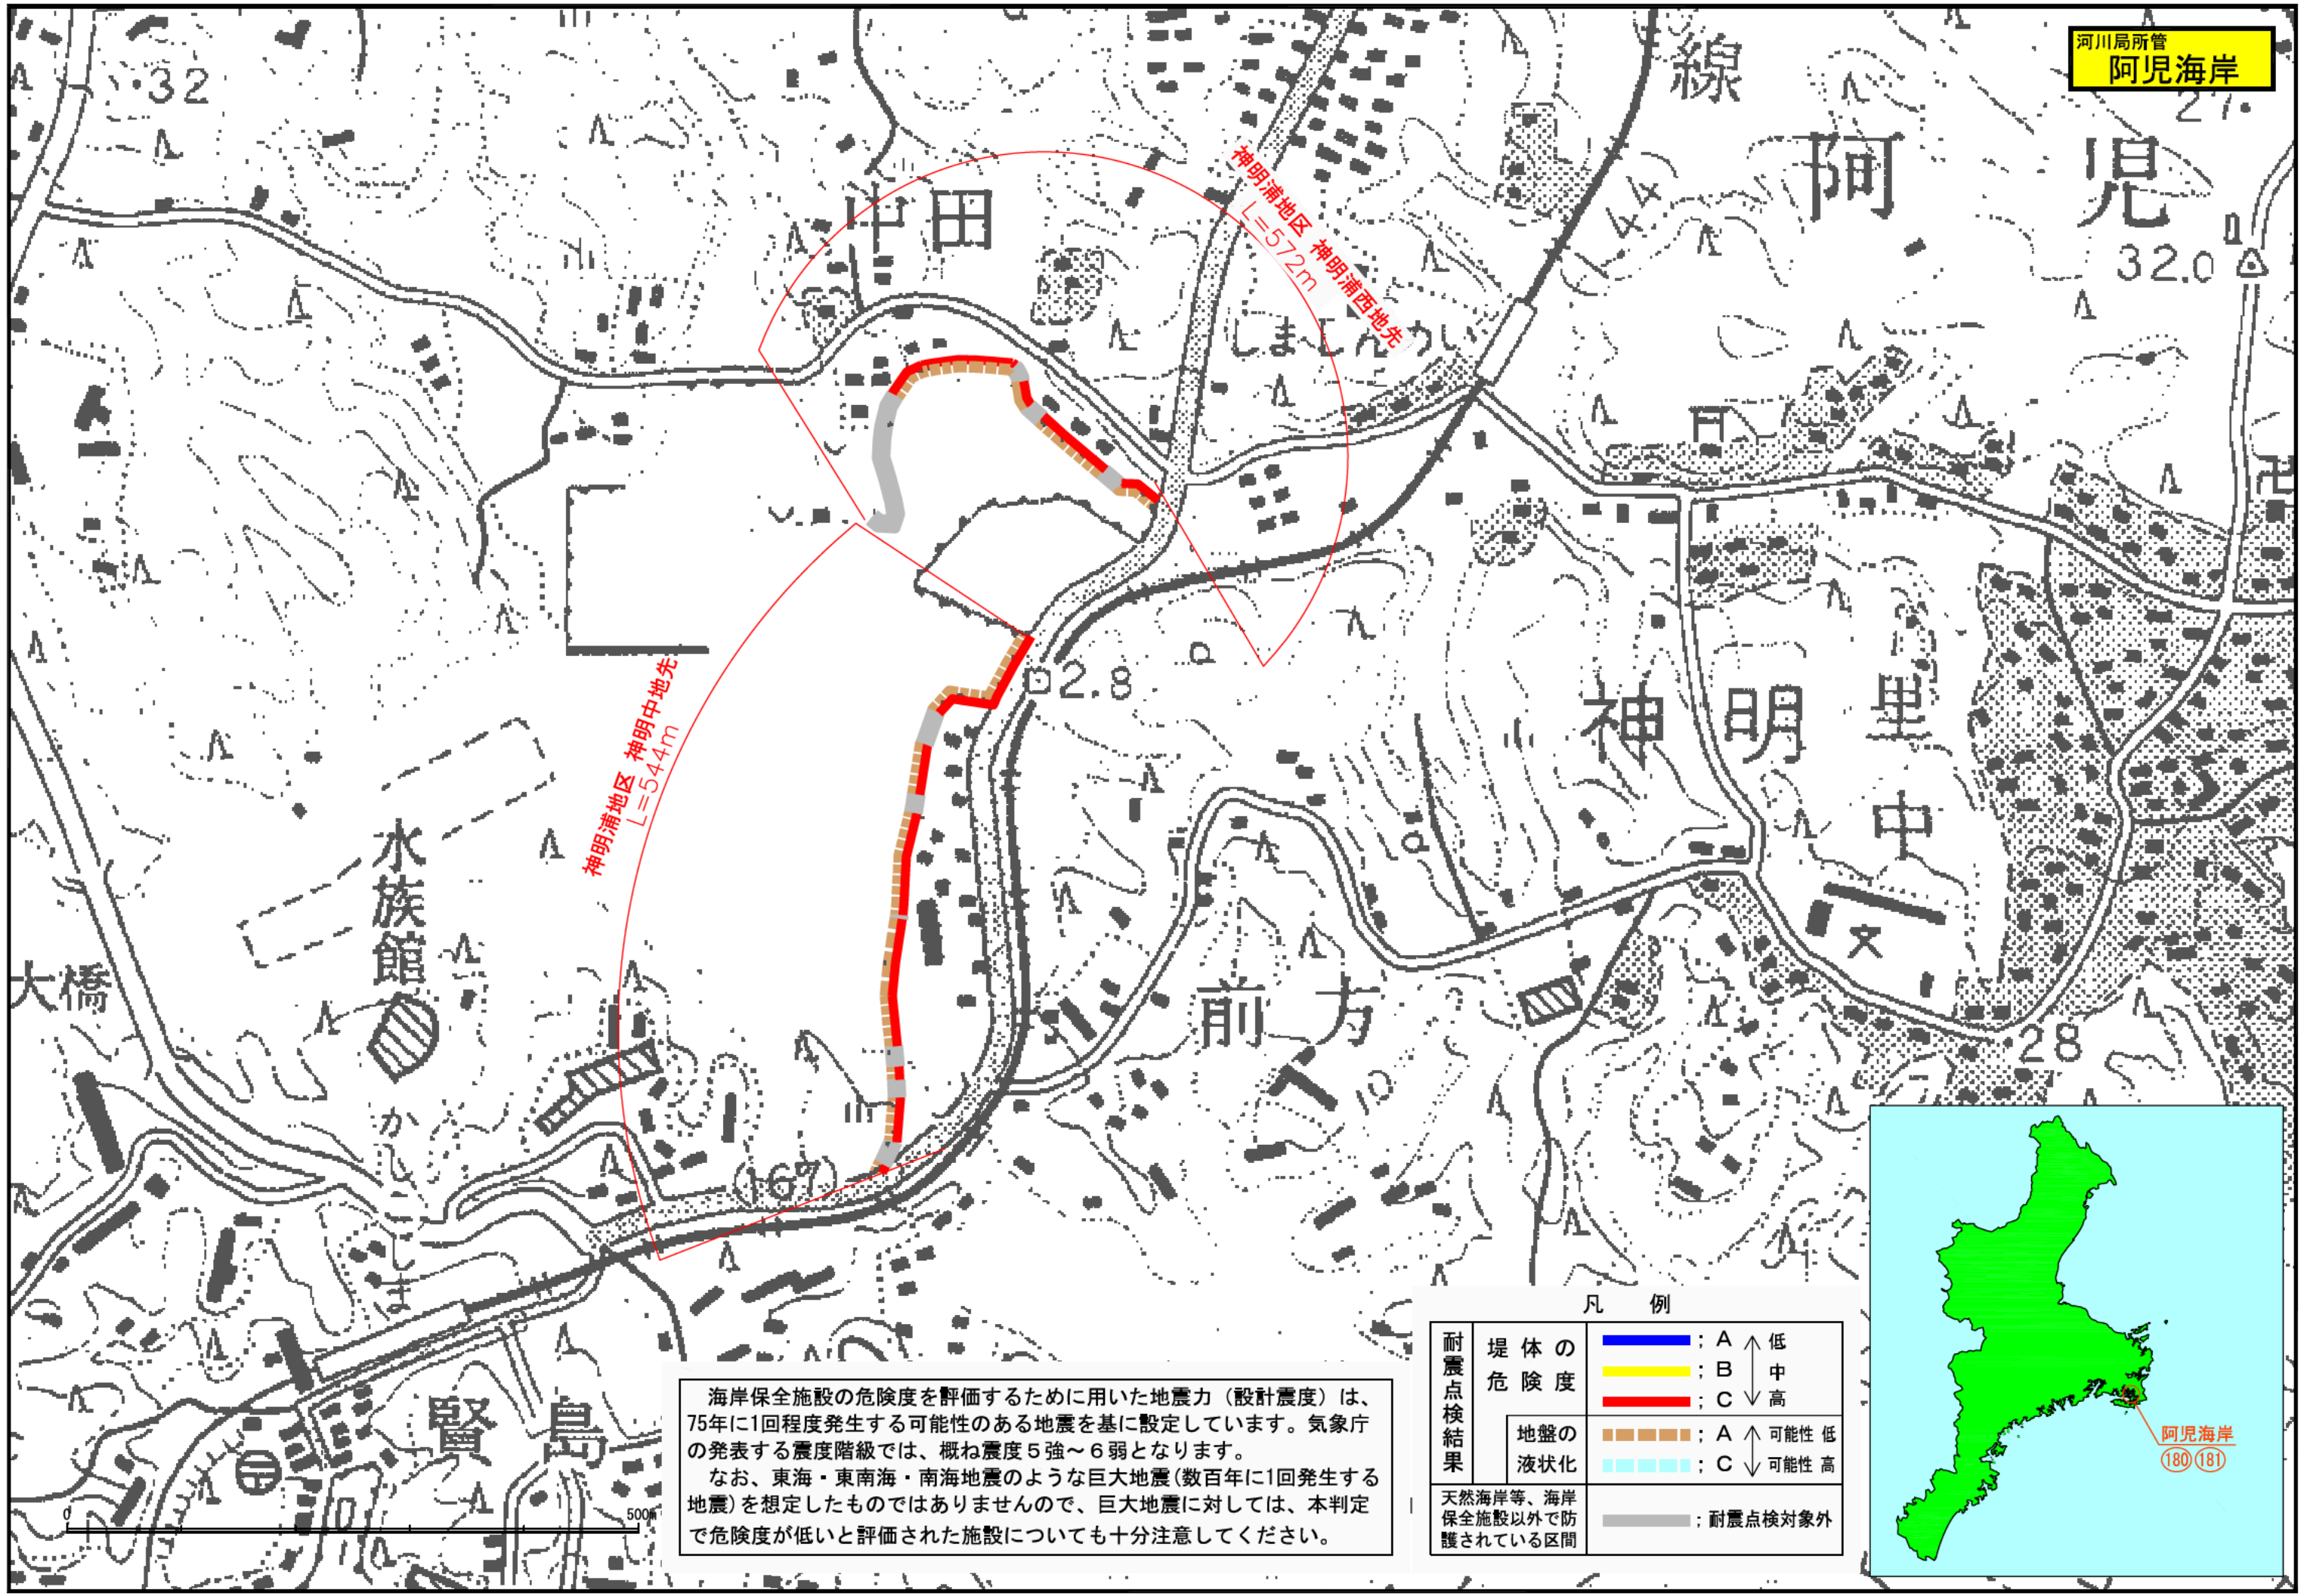 河川局所管
阿児海岸
線
27.
阿 児
32
32.0
44
田
神明浦地区 神明浦西地先
L=572m
しましんめい
2.8
神明浦地区 神明中地先
L=544m
神明 里
中
文
水族館
大橋
前方
28
10
かしこじま
(167)
賢島
0
500m
凡 例
耐震点検結果
堤体の危険度
; A 低
; B 中
; C 高
地盤の液状化
; A 可能性 低
; C 可能性 高
天然海岸等、海岸
保全施設以外で防
護されている区間
; 耐震点検対象外
海岸保全施設の危険度を評価するために用いた地震力（設計震度）は、
75年に1回程度発生する可能性のある地震を基に設定しています。気象庁
の発表する震度階級では、概ね震度５強～６弱となります。
なお、東海・東南海・南海地震のような巨大地震(数百年に1回発生する
地震)を想定したものではありませんので、巨大地震に対しては、本判定
で危険度が低いと評価された施設についても十分注意してください。
阿児海岸
180 181